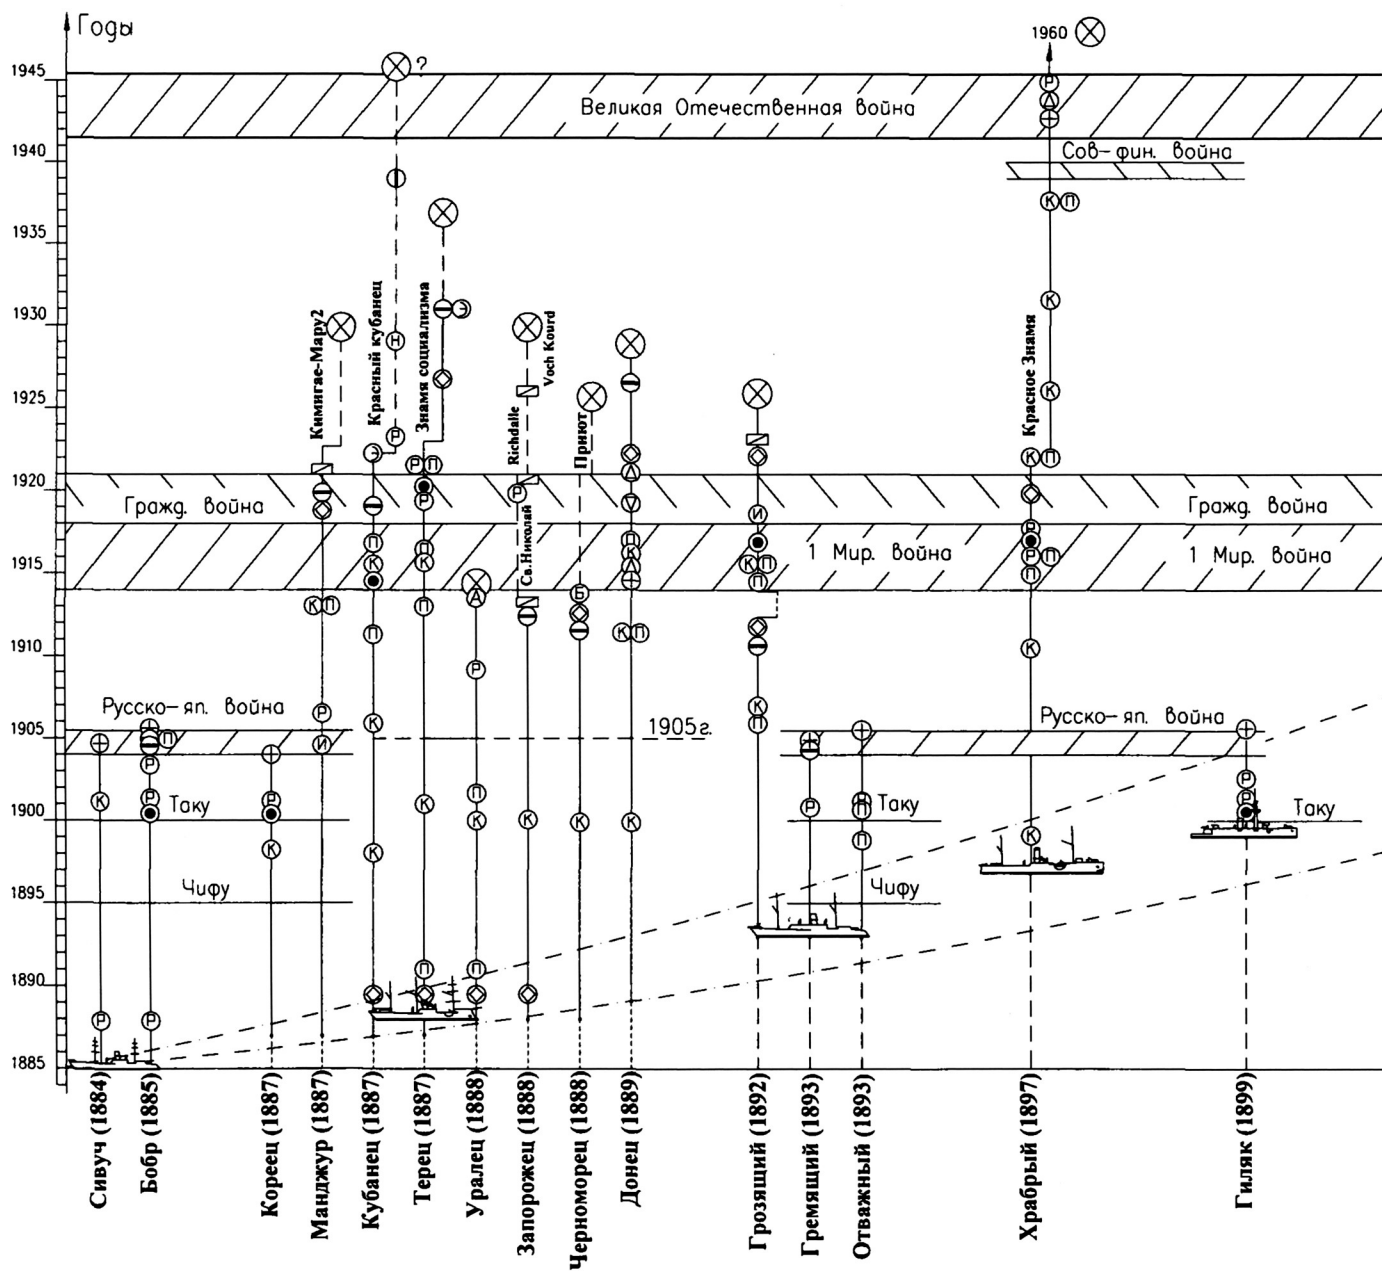 Годы
1960
?
1945
Великая Отечественная война
1940
Сов-фин. война
1935
1930
1925
1920
1915
1910
1905
1900
1895
1890
1885
Кимигае-Мару2
Красный кубанец
Знамя социализма
Richdalle
Voch Kourd
Св.Николай
Приют
Красное Знамя
Гражд. война
Гражд. война
1 Мир. война
1 Мир. война
Русско-яп. война
1905г.
Русско-яп. война
Таку
Таку
Таку
Чифу
Чифу
Р А К П К К К П Р Р П К К
Р К Р Р Р П
К Р К
К П Р И
Р П К П К К
Р П Р П К П К П
А Р П К П
Р К
Б К
А П К А К П К
И К П П К П
Р
Р П П
Р Р
Н
Э
Сивуч (1884)
Бобр (1885)
Кореец (1887)
Манджур (1887)
Кубанец (1887)
Терец (1887)
Уралец (1888)
Запорожец (1888)
Черноморец (1888)
Донец (1889)
Грозящий (1892)
Гремящий (1893)
Отважный (1893)
Храбрый (1897)
Гиляк (1899)